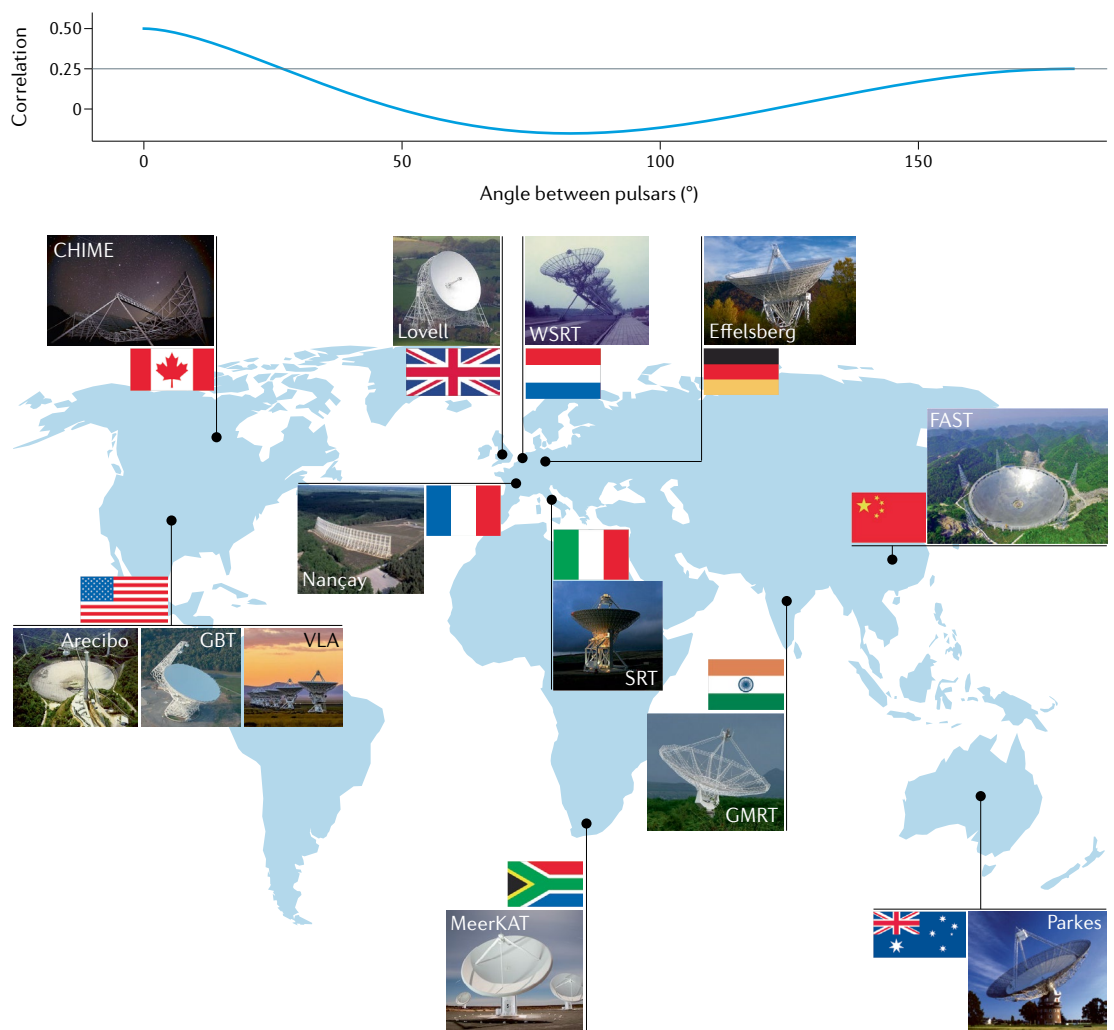 Correlation
0.50
0.25
0
0
50
100
150
Angle between pulsars (°)
CHIME
Lovell
WSRT
Effelsberg
FAST
Nançay
Arecibo
GBT
VLA
SRT
GMRT
MeerKAT
Parkes